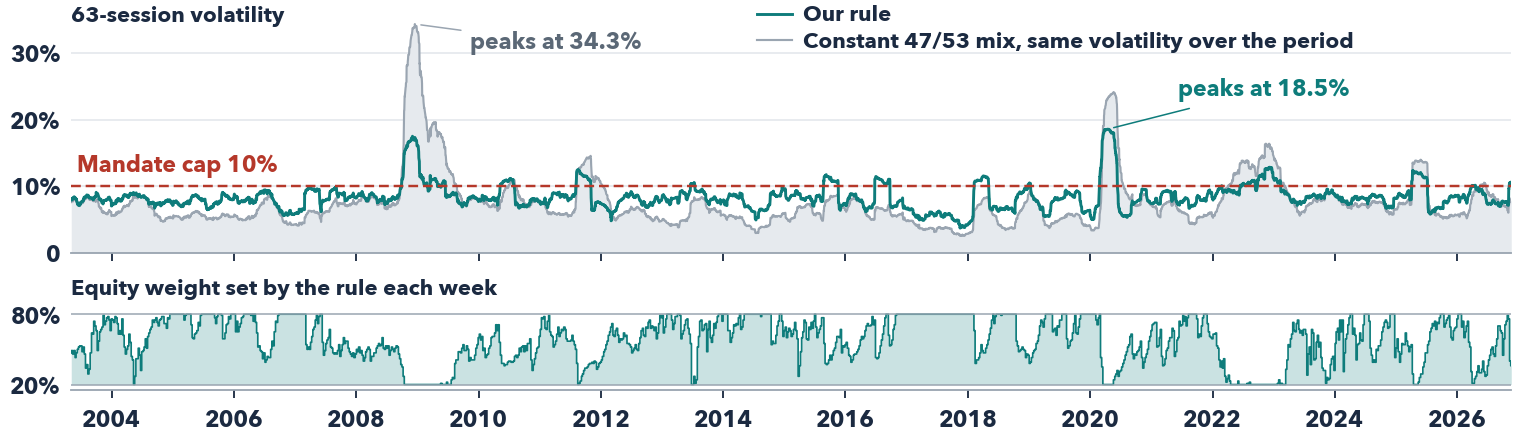 63-session volatility
Our rule
Constant 47/53 mix, same volatility over the period
peaks at 34.3%
peaks at 18.5%
Mandate cap 10%
30%
20%
10%
0
Equity weight set by the rule each week
80%
20%
2004 2006 2008 2010 2012 2014 2016 2018 2020 2022 2024 2026